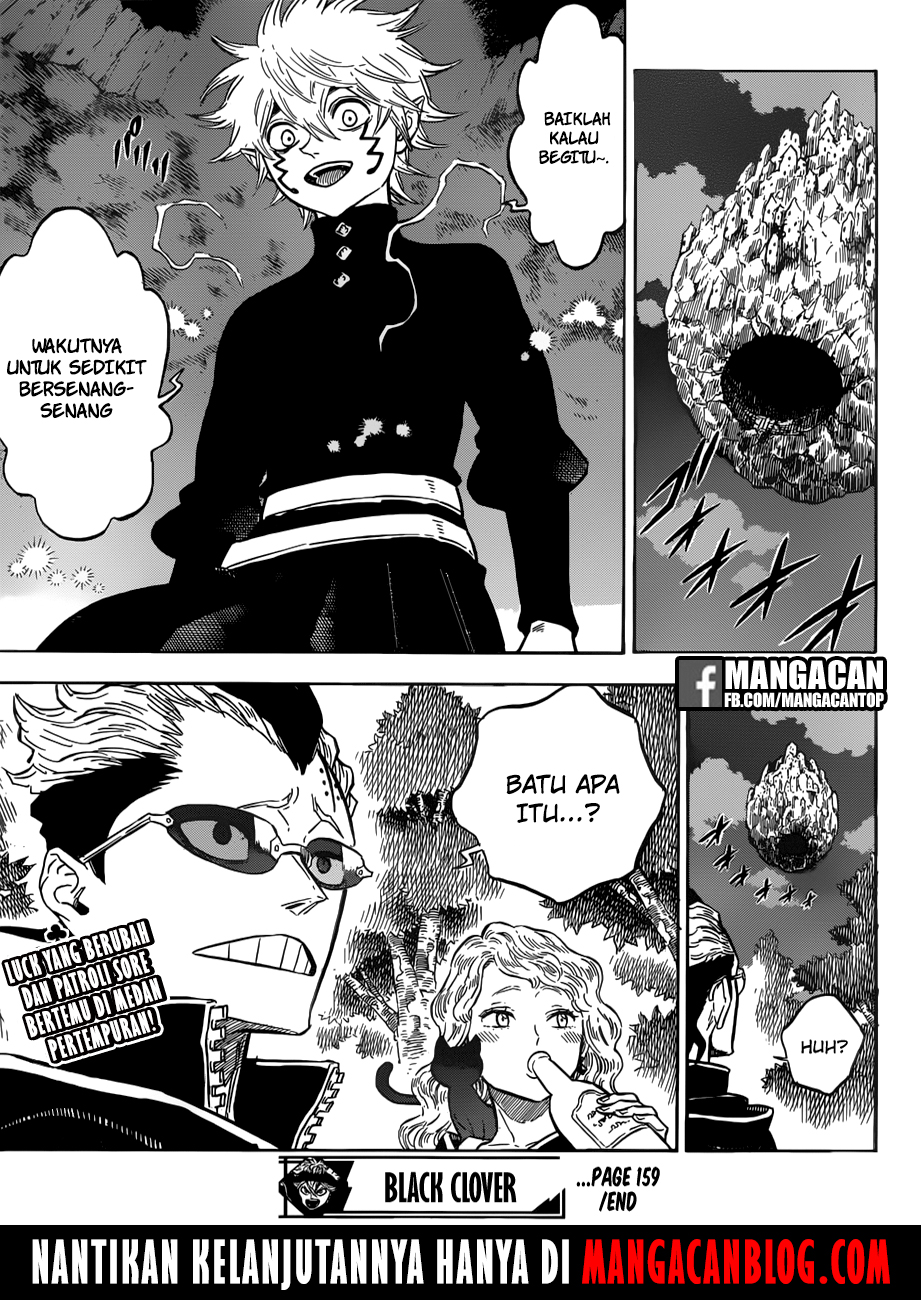 BAIKLAH
KALAU
BEGITU~.
WAKUTNYA
UNTUK SEDIKIT
BERSENANG-
SENANG
f MANGACAN
FB.COM/MANGACANTOP
HUH?
BATU APA
ITU...?
LUCK YANG BERUBAH
DAN PATROLI SORE
BERTEMU DI MEDAN
PERTEMPURAN!
BLACK CLOVER
...PAGE 159
/END
NANTIKAN KELANJUTANNYA HANYA DI MANGACANBLOG.COM